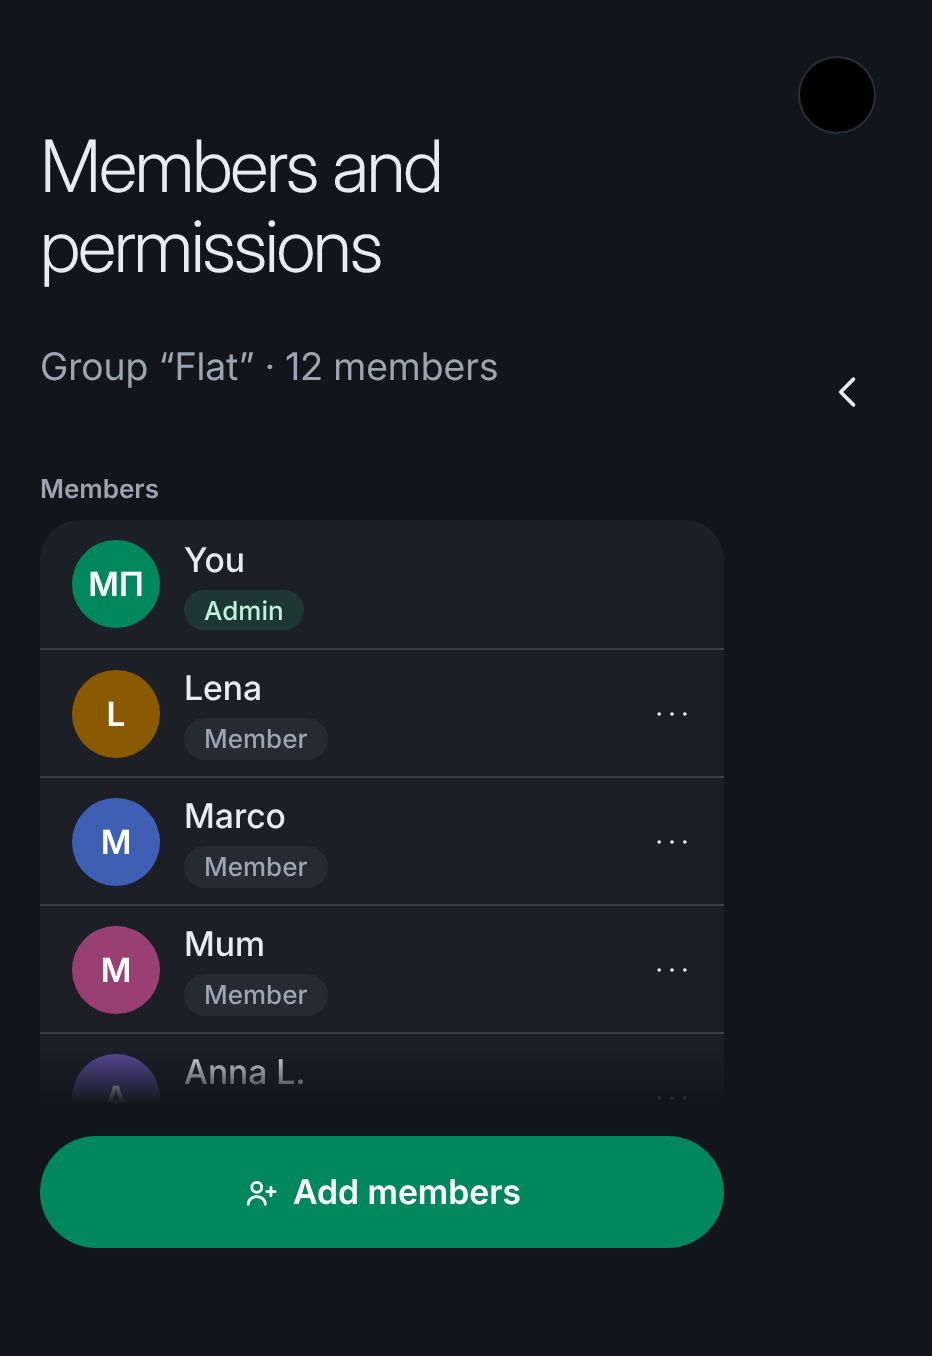 Members and
permissions
Group “Flat” · 12 members
Members
МП
You
Admin
L
Lena
Member
M
Marco
Member
M
Mum
Member
A
Anna L.
Add members